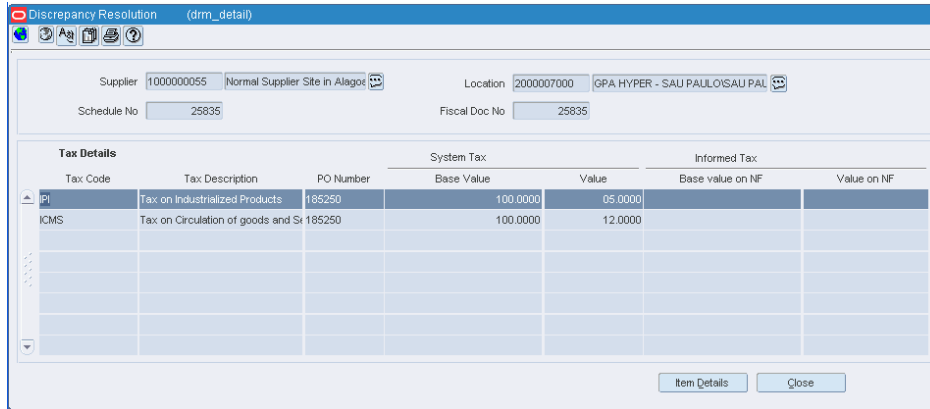 Discrepancy Resolution (drm_detail)
Supplier 1000000055 Normal Supplier Site in Alagoa Location 2000007000 GPA HYPER - SAU PAULO\SAU PAL
Schedule No 25835 Fiscal Doc No 25835
Tax Details System Tax Informed Tax
Tax Code Tax Description PO Number Base Value Value Base value on NF Value on NF
IPI Tax on Industrialized Products 185250 100.0000 05.0000
ICMS Tax on Circulation of goods and Se 185250 100.0000 12.0000
Item Details Close